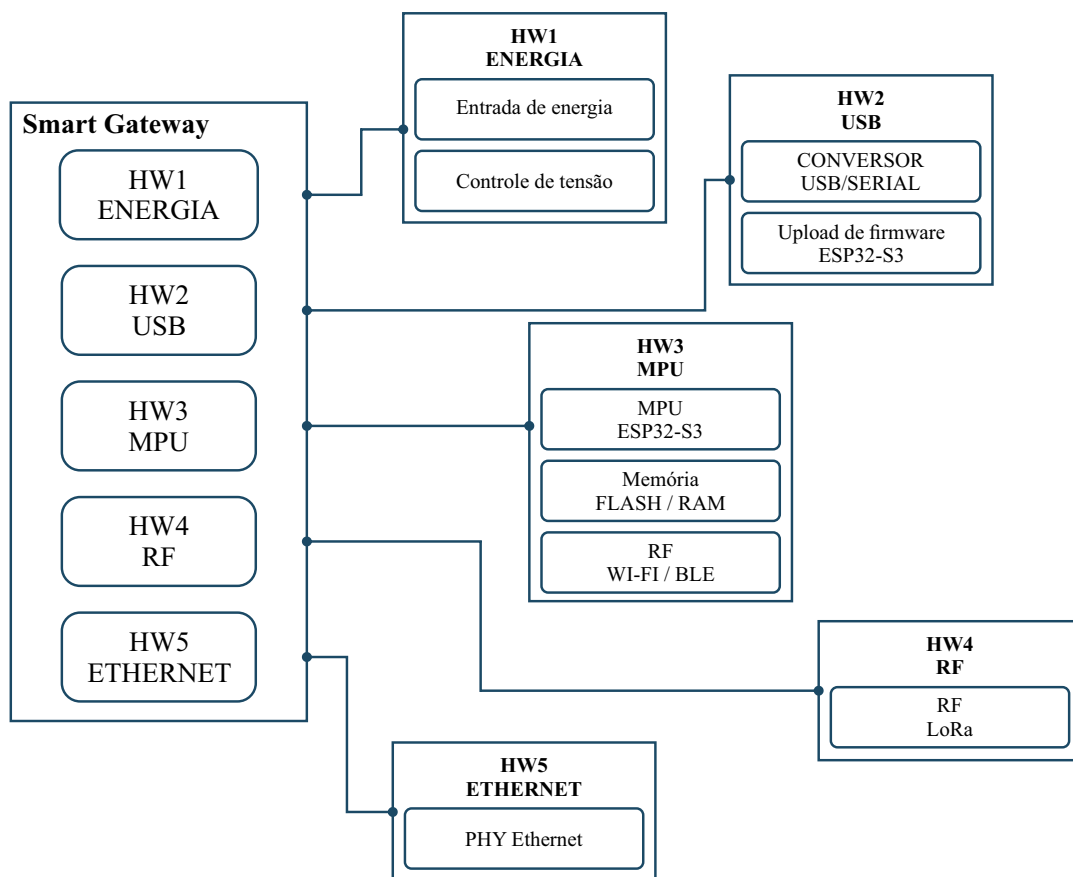 Smart Gateway
HW1
ENERGIA
HW2
USB
HW3
MPU
HW4
RF
HW5
ETHERNET
HW1
ENERGIA
Entrada de energia
Controle de tensão
HW2
USB
CONVERSOR
USB/SERIAL
Upload de firmware
ESP32-S3
HW3
MPU
MPU
ESP32-S3
Memória
FLASH / RAM
RF
WI-FI / BLE
HW4
RF
RF
LoRa
HW5
ETHERNET
PHY Ethernet